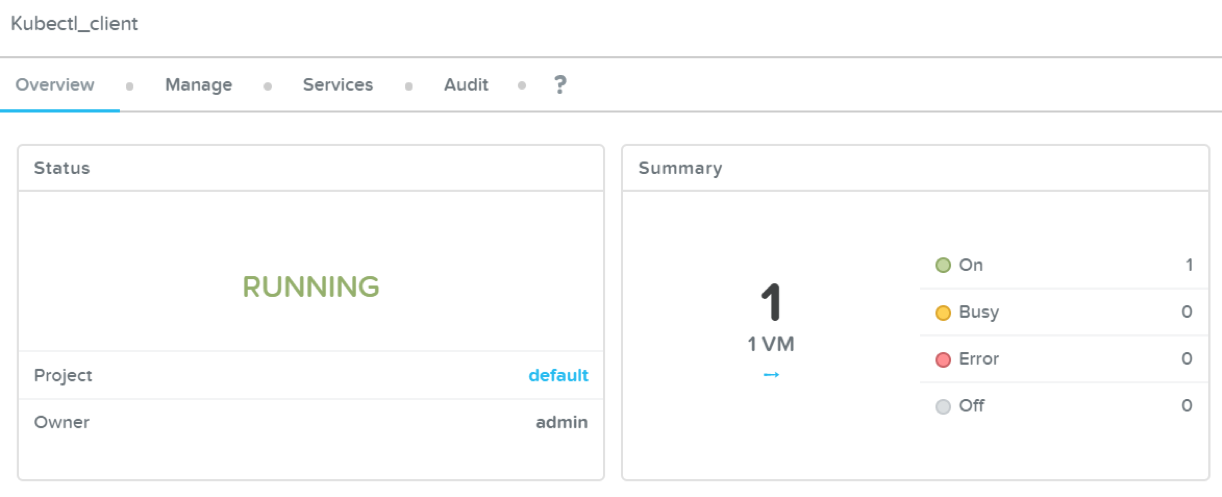 Kubectl_client
Overview Manage Services Audit ?
Status
RUNNING
Project default
Owner admin
Summary
1
1 VM
On 1
Busy 0
Error 0
Off 0